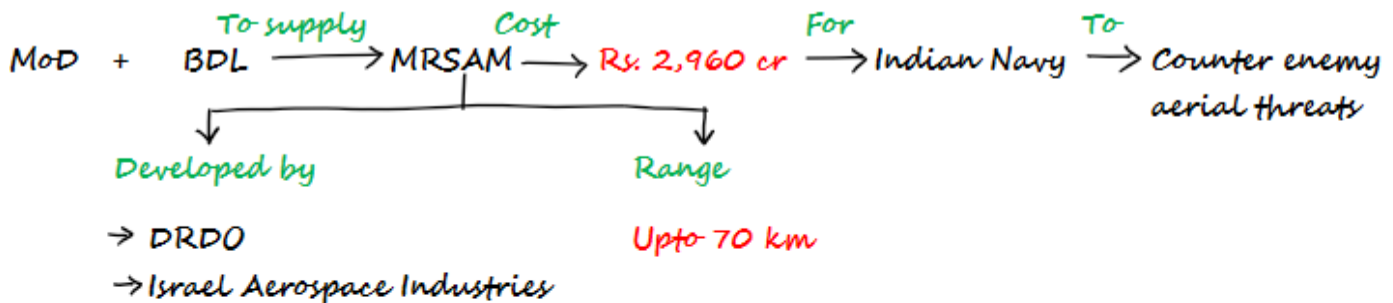 To supply Cost For To
MoD + BDL → MRSAM → Rs. 2,960 cr → Indian Navy → Counter enemy
aerial threats
Developed by Range
→ DRDO Upto 70 km
→ Israel Aerospace Industries